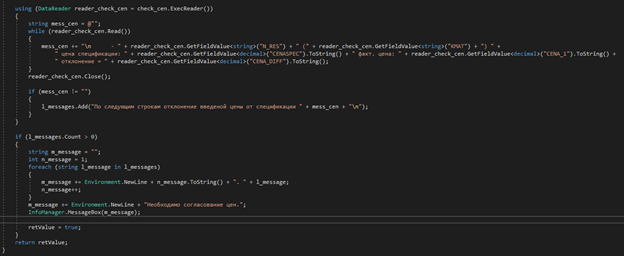 using (DataReader reader_check_cen = check_cen.ExecReader())
{
string mess_cen = @"";
while (reader_check_cen.Read())
{
mess_cen += "\n      - " + reader_check_cen.GetFieldValue<string>("N_RES") + " (" + reader_check_cen.GetFieldValue<string>("KMAT") + ") " +
" цена спецификации: " + reader_check_cen.GetFieldValue<decimal>("CENASPEC").ToString() + " факт. цена: " + reader_check_cen.GetFieldValue<decimal>("CENA_1").ToString() +
" отклонение = " + reader_check_cen.GetFieldValue<decimal>("CENA_DIFF").ToString();
}
reader_check_cen.Close();
if (mess_cen != "")
{
l_messages.Add("По следующим строкам отклонение введеной цены от спецификации " + mess_cen + "\n");
}
}
if (l_messages.Count > 0)
{
string m_message = "";
int n_message = 1;
foreach (string l_message in l_messages)
{
m_message += Environment.NewLine + n_message.ToString() + ". " + l_message;
n_message++;
}
m_message += Environment.NewLine + "Необходимо согласование цен.";
InfoManager.MessageBox(m_message);
retValue = true;
}
return retValue;
}